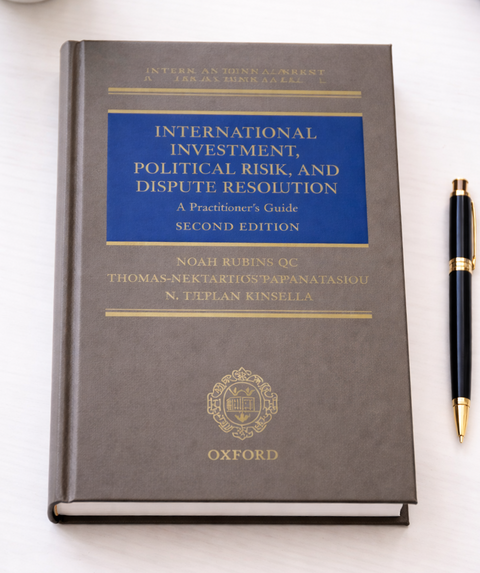 INTERNATIONAL
INVESTMENT,
POLITICAL RISIK, AND
DISPUTE RESOLUTION
A Practitioner's Guide
SECOND EDITION
NOAH RUBINS QC
THOMAS-NEKTARTIOS PAPANATASIOU
N. KINSELLA
OXFORD